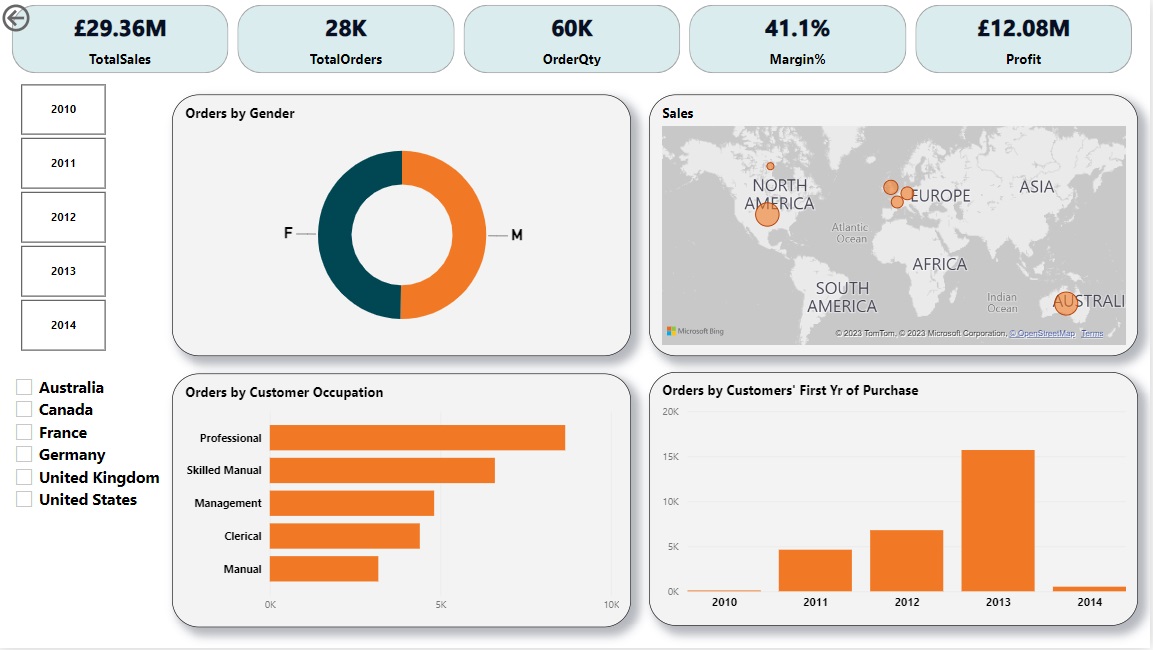 £29.36M
TotalSales
28K
TotalOrders
60K
OrderQty
41.1%
Margin%
£12.08M
Profit
2010
2011
2012
2013
2014
Australia
Canada
France
Germany
United Kingdom
United States
Orders by Gender
F
M
Sales
NORTH
AMERICA
EUROPE
ASIA
Atlantic
Ocean
AFRICA
SOUTH
AMERICA
Indian
Ocean
AUSTRALI
Microsoft Bing
© 2023 TomTom, © 2023 Microsoft Corporation, © OpenStreetMap Terms
Orders by Customer Occupation
Professional
Skilled Manual
Management
Clerical
Manual
0K
5K
10K
Orders by Customers' First Yr of Purchase
20K
15K
10K
5K
0K
2010
2011
2012
2013
2014